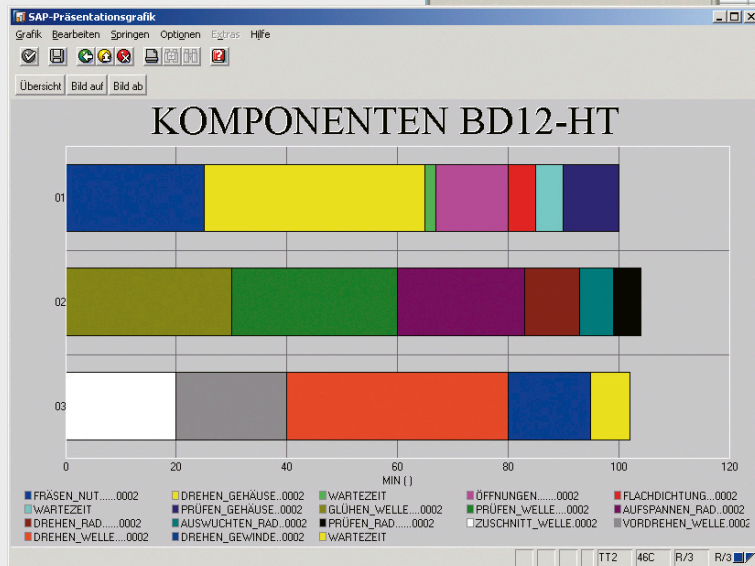 SAP-Präsentationsgrafik
Grafik Bearbeiten Springen Optionen Extras Hilfe
Übersicht Bild auf Bild ab
KOMPONENTEN BD12-HT
01
02
03
0 20 40 60 80 100 120
MIN ( )
FRÄSEN_NUT......0002 DREHEN_GEHÄUSE..0002 WARTEZEIT ÖFFNUNGEN.......0002 FLACHDICHTUNG...0002
WARTEZEIT PRÜFEN_GEHÄUSE..0002 GLÜHEN_WELLE....0002 PRÜFEN_WELLE....0002 AUFSPANNEN_RAD..0002
DREHEN_RAD......0002 AUSWUCHTEN_RAD..0002 PRÜFEN_RAD......0002 ZUSCHNITT_WELLE.0002 VORDREHEN_WELLE.0002
DREHEN_WELLE....0002 DREHEN_GEWINDE..0002 WARTEZEIT
TT2 46C R/3 R/3